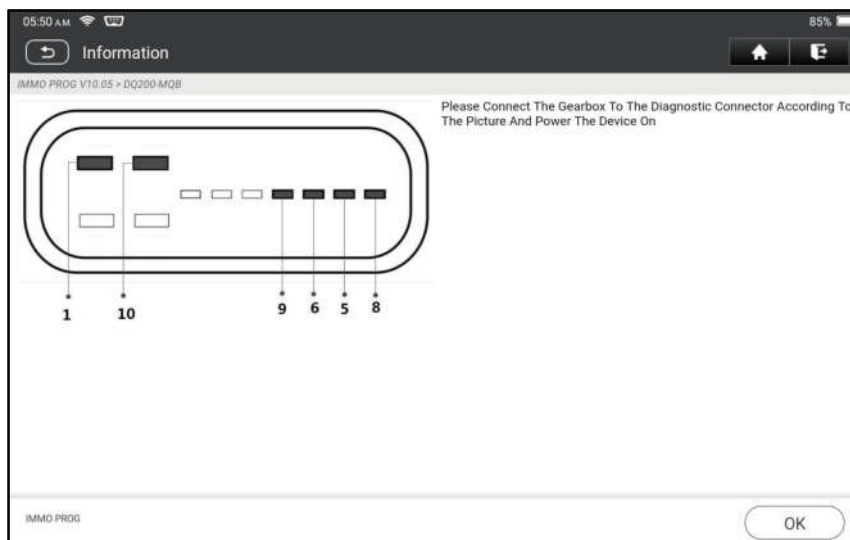 05:50 AM
85%
Information
IMMO PROG V10.05 > DQ200-MQB
Please Connect The Gearbox To The Diagnostic Connector According To
The Picture And Power The Device On
1 10 9 6 5 8
IMMO PROG
OK